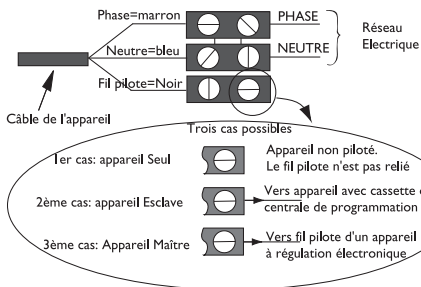 Phase=marron
PHASE
Neutre=bleu
NEUTRE
Réseau
Electrique
Fil pilote=Noir
Câble de l'appareil
Trois cas possibles
1er cas: appareil Seul
Appareil non piloté.
Le fil pilote n'est pas relié
2ème cas: appareil Esclave
Vers appareil avec cassette
centrale de programmation
3ème cas: Appareil Maître
Vers fil pilote d'un appareil
à régulation électronique